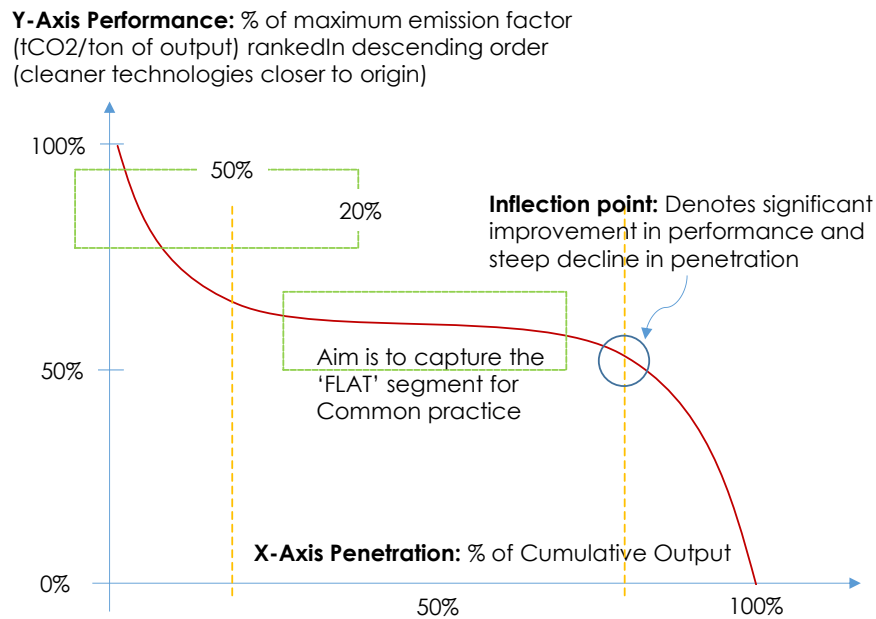 Y-Axis Performance: % of maximum emission factor
(tCO2/ton of output) rankedIn descending order
(cleaner technologies closer to origin)
100%
50%
20%
Inflection point: Denotes significant
improvement in performance and
steep decline in penetration
50%
Aim is to capture the
‘FLAT’ segment for
Common practice
X-Axis Penetration: % of Cumulative Output
0%
50%
100%